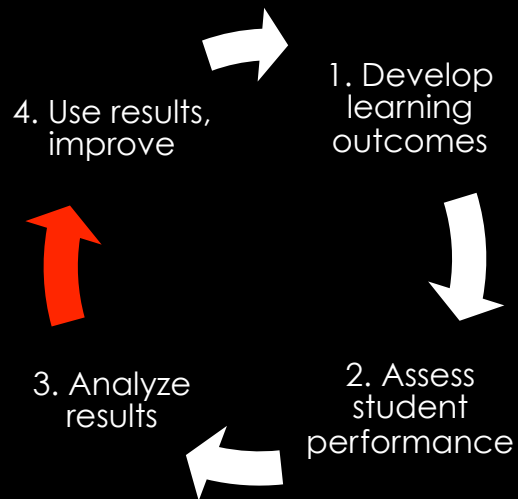 1. Develop
learning
outcomes
2. Assess
student
performance
3. Analyze
results
4. Use results,
improve